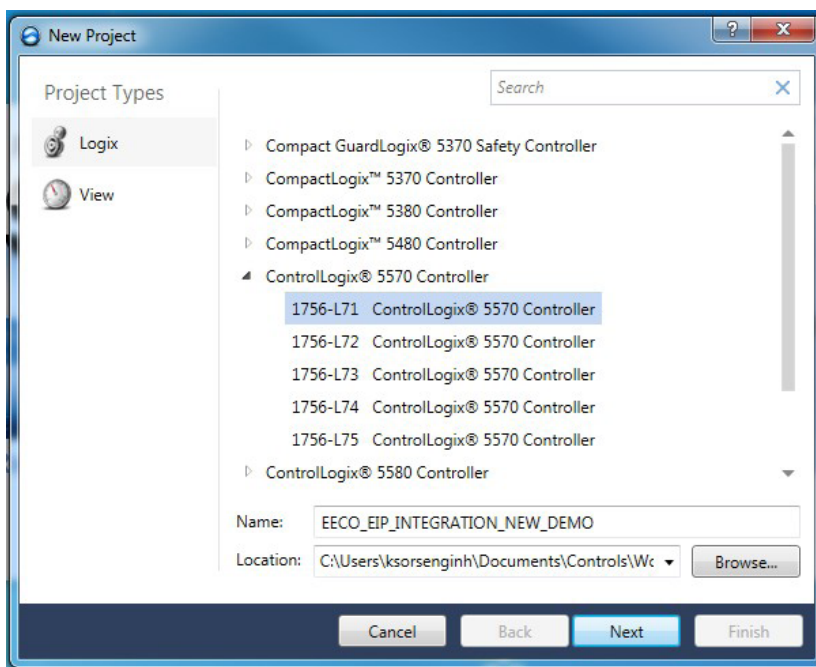 New Project
?
Project Types
Search
Logix
View
Compact GuardLogix® 5370 Safety Controller
CompactLogix™ 5370 Controller
CompactLogix™ 5380 Controller
CompactLogix™ 5480 Controller
ControlLogix® 5570 Controller
1756-L71 ControlLogix® 5570 Controller
1756-L72 ControlLogix® 5570 Controller
1756-L73 ControlLogix® 5570 Controller
1756-L74 ControlLogix® 5570 Controller
1756-L75 ControlLogix® 5570 Controller
ControlLogix® 5580 Controller
Name: EECO_EIP_INTEGRATION_NEW_DEMO
Location: C:\Users\ksorsenginh\Documents\Controls\Wc Browse...
Cancel Back Next Finish